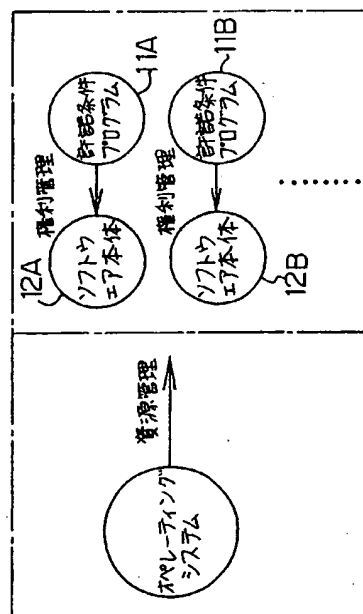 オペレーティング
システム
資源管理
12A
ソフトウ
ェア本体
権利管理
許諾条件
プログラム
11A
12B
ソフトウ
ェア本体
権利管理
許諾条件
プログラム
11B